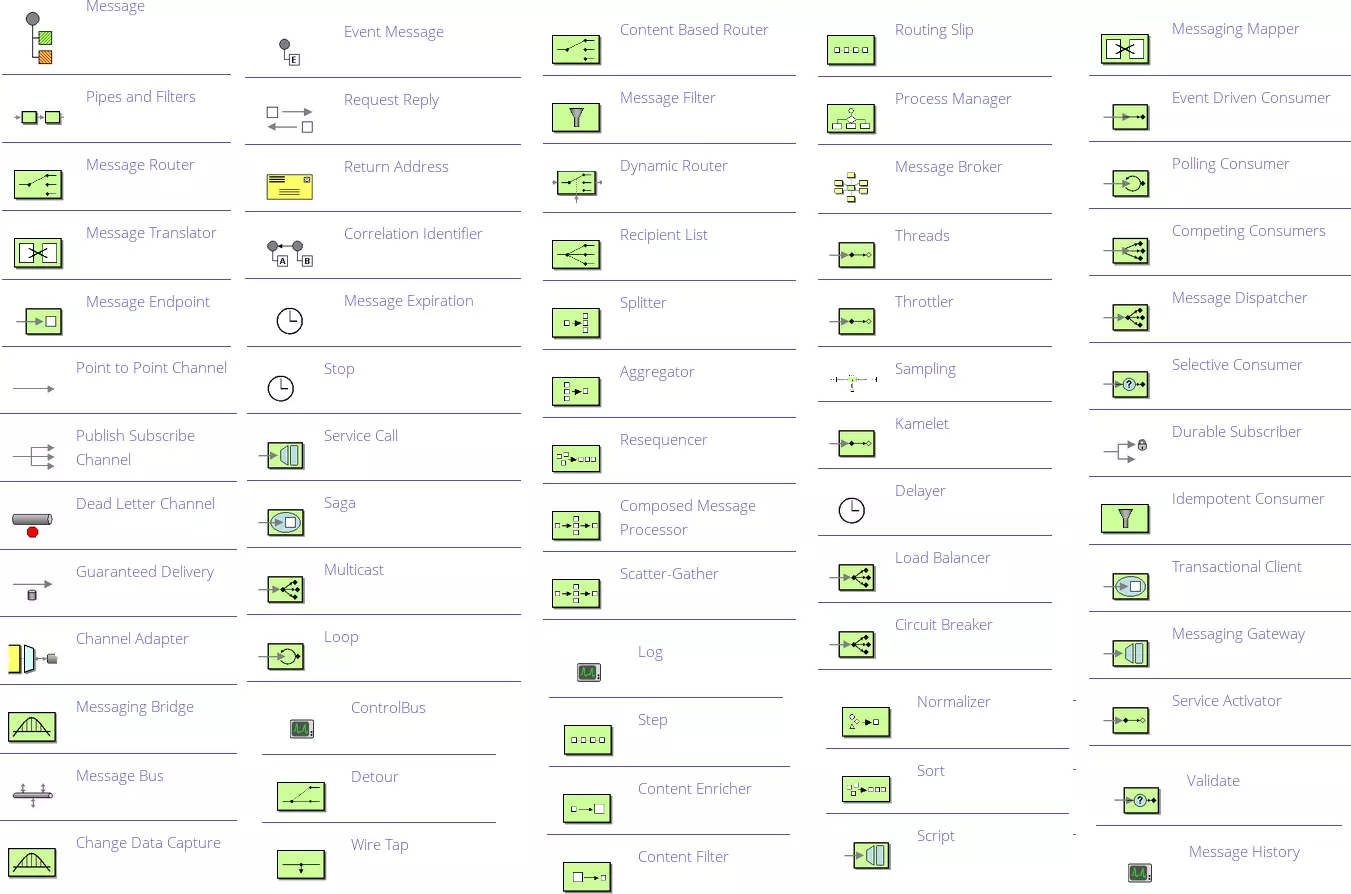 Message
Pipes and Filters
Message Router
Message Translator
Message Endpoint
Point to Point Channel
Publish Subscribe
Channel
Dead Letter Channel
Guaranteed Delivery
Channel Adapter
Messaging Bridge
Message Bus
Change Data Capture
Event Message
E
Request Reply
Return Address
Correlation Identifier
A B
Message Expiration
Stop
Service Call
Saga
Multicast
Loop
ControlBus
Detour
Wire Tap
Content Based Router
Message Filter
Dynamic Router
Recipient List
Splitter
Aggregator
Resequencer
Composed Message
Processor
Scatter-Gather
Log
Step
Content Enricher
Content Filter
Routing Slip
Process Manager
Message Broker
Threads
Throttler
Sampling
Kamelet
Delayer
Load Balancer
Circuit Breaker
Normalizer
Sort
Script
Messaging Mapper
Event Driven Consumer
Polling Consumer
Competing Consumers
Message Dispatcher
Selective Consumer
?
Durable Subscriber
Idempotent Consumer
Transactional Client
Messaging Gateway
Service Activator
Validate
?
Message History